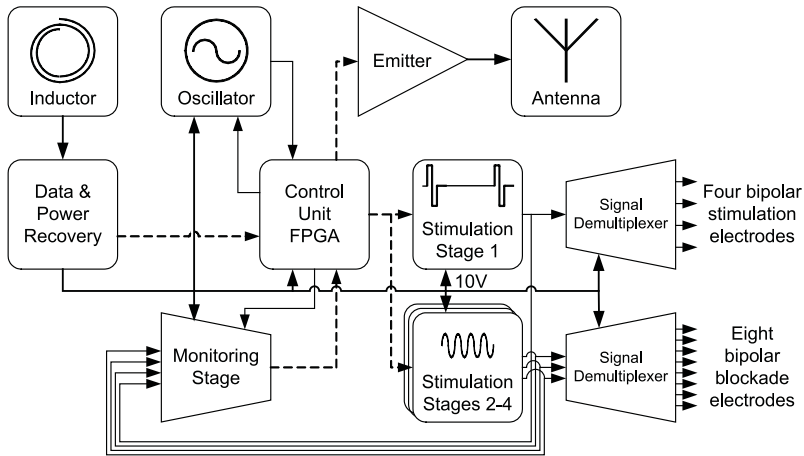 Inductor
Oscillator
Emitter
Antenna
Data &
Power
Recovery
Control
Unit
FPGA
Stimulation
Stage 1
Signal
Demultiplexer
Four bipolar
stimulation
electrodes
10V
Monitoring
Stage
Stimulation
Stages 2-4
Signal
Demultiplexer
Eight
bipolar
blockade
electrodes